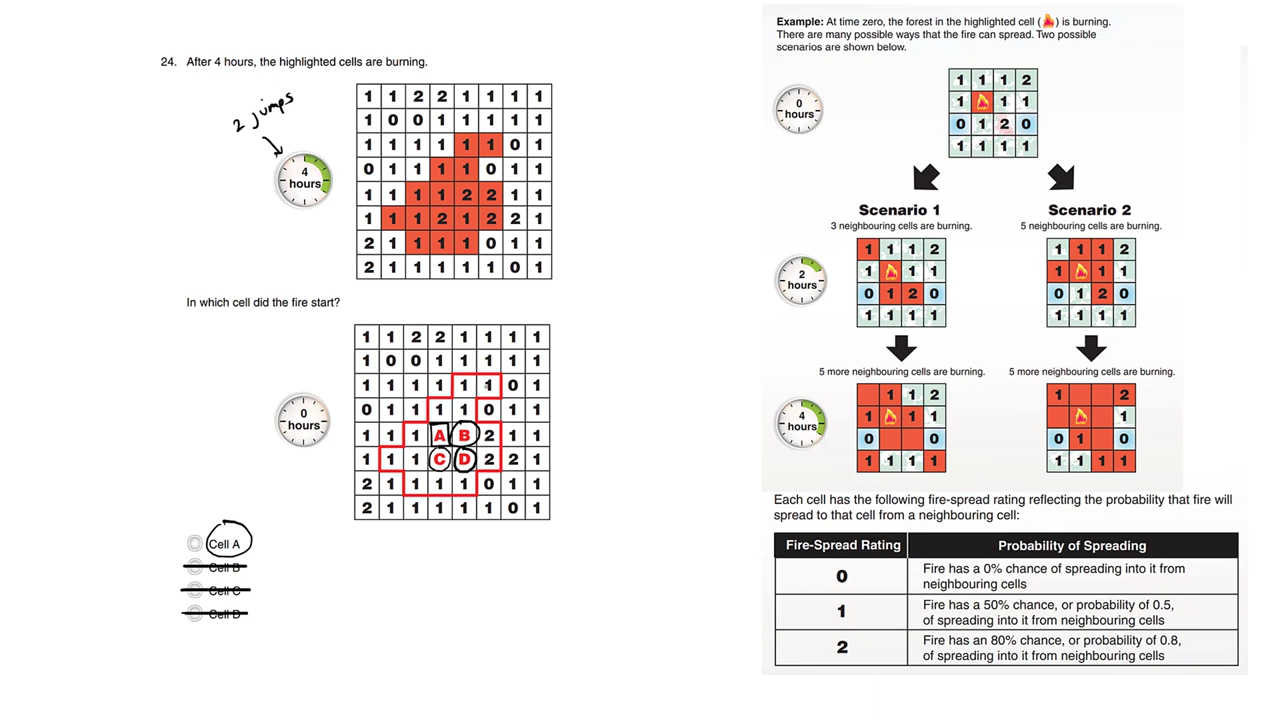 24. After 4 hours, the highlighted cells are burning.
2 jumps
4
hours
1 1 2 2 1 1 1 1
1 0 0 1 1 1 1 1
1 1 1 1 1 1 0 1
0 1 1 1 1 0 1 1
1 1 1 1 2 2 1 1
1 1 1 2 1 2 2 1
2 1 1 1 1 0 1 1
2 1 1 1 1 1 0 1
In which cell did the fire start?
0
hours
1 1 2 2 1 1 1 1
1 0 0 1 1 1 1 1
1 1 1 1 1 1 0 1
0 1 1 1 1 0 1 1
1 1 1 A B 2 1 1
1 1 1 C D 2 2 1
2 1 1 1 1 0 1 1
2 1 1 1 1 1 0 1
Cell A
Cell B
Cell C
Cell D
Example: At time zero, the forest in the highlighted cell ( ) is burning.
There are many possible ways that the fire can spread. Two possible
scenarios are shown below.
0
hours
1 1 1 2
1 1 1
0 1 2 0
1 1 1 1
Scenario 1
3 neighbouring cells are burning.
Scenario 2
5 neighbouring cells are burning.
2
hours
1 1 1 2
1 1 1
0 1 2 0
1 1 1 1
1 1 1 2
1 1 1
0 1 2 0
1 1 1 1
5 more neighbouring cells are burning.
5 more neighbouring cells are burning.
4
hours
1 1 2
1 1 1
0 0
1 1 1 1
1 2
1
0 1 0
1 1 1 1
Each cell has the following fire-spread rating reflecting the probability that fire will
spread to that cell from a neighbouring cell:
Fire-Spread Rating Probability of Spreading
0 Fire has a 0% chance of spreading into it from
neighbouring cells
1 Fire has a 50% chance, or probability of 0.5,
of spreading into it from neighbouring cells
2 Fire has an 80% chance, or probability of 0.8,
of spreading into it from neighbouring cells